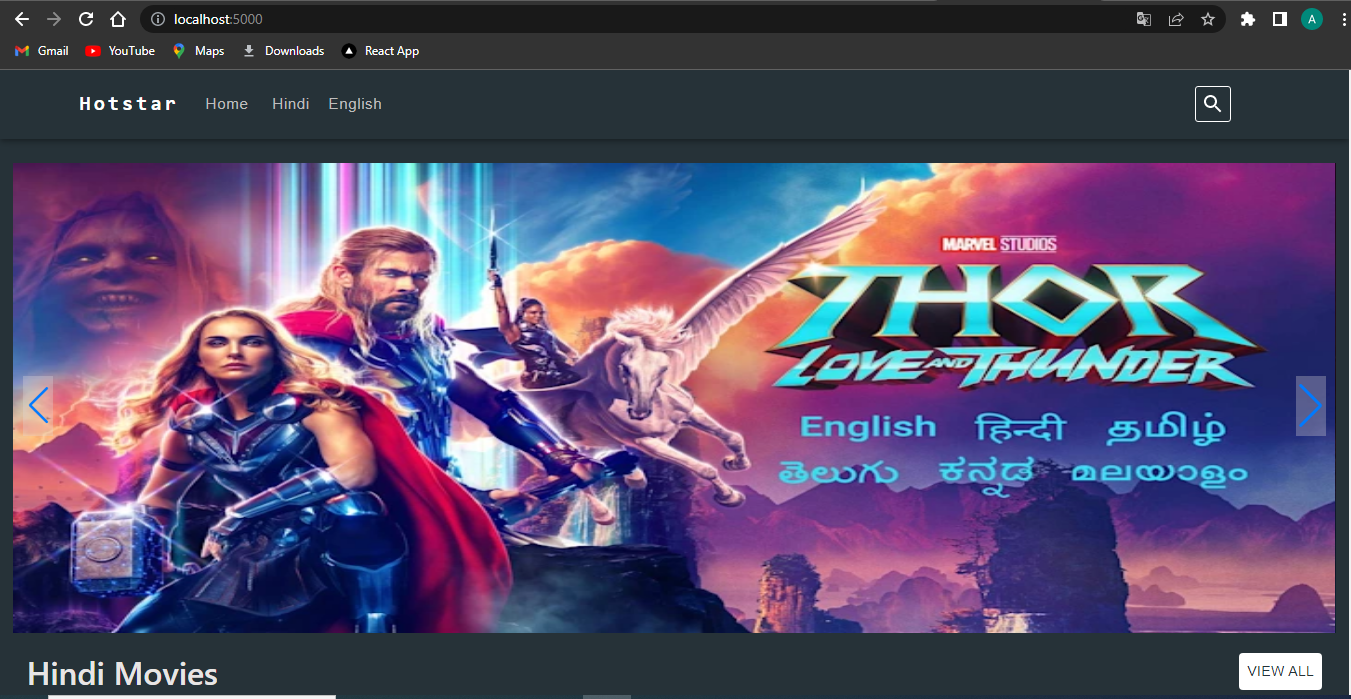 localhost:5000
A
Gmail YouTube Maps Downloads React App
Hotstar Home Hindi English
MARVEL STUDIOS
THOR
LOVE AND THUNDER
English हिन्दी தமிழ்
తెలుగు ಕನ್ನಡ മലയാളം
Hindi Movies VIEW ALL